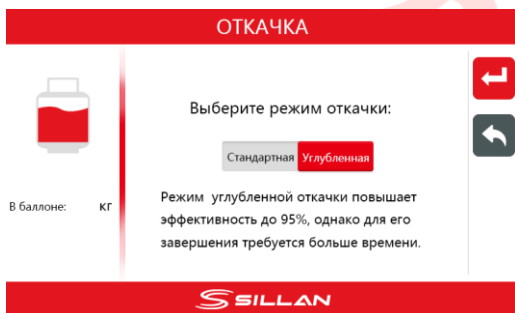 ОТКАЧКА
Выберите режим откачки:
Стандартная Углубленная
В баллоне: кг
Режим углубленной откачки повышает
эффективность до 95%, однако для его
завершения требуется больше времени.
SILLAN